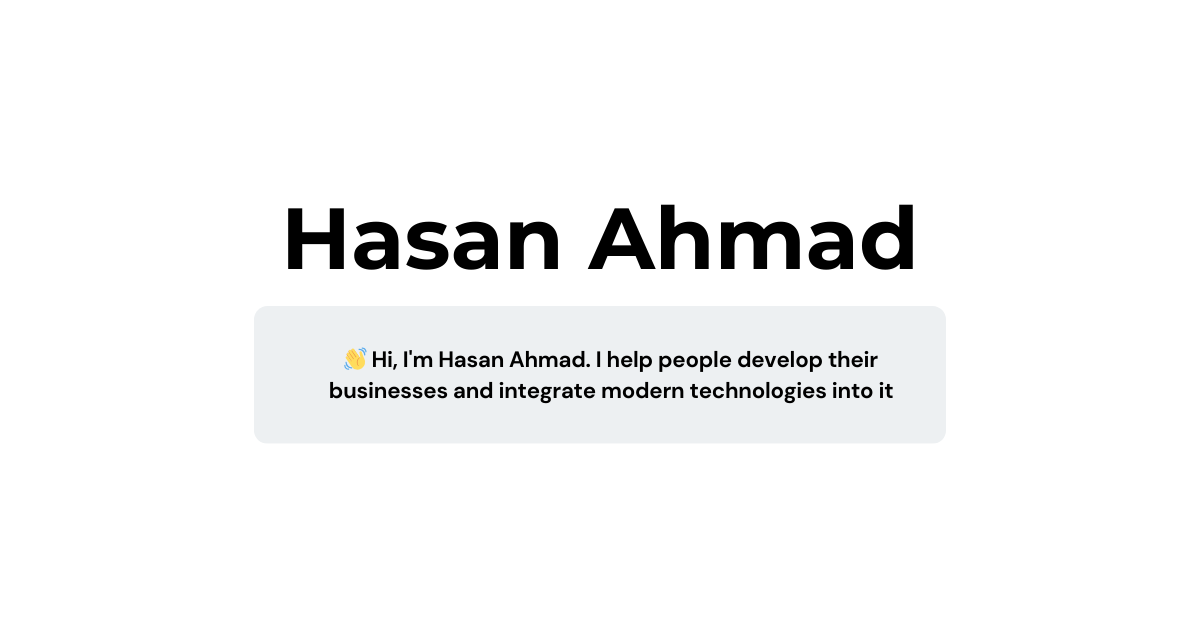 Hasan Ahmad
👋 Hi, I'm Hasan Ahmad. I help people develop their
businesses and integrate modern technologies into it